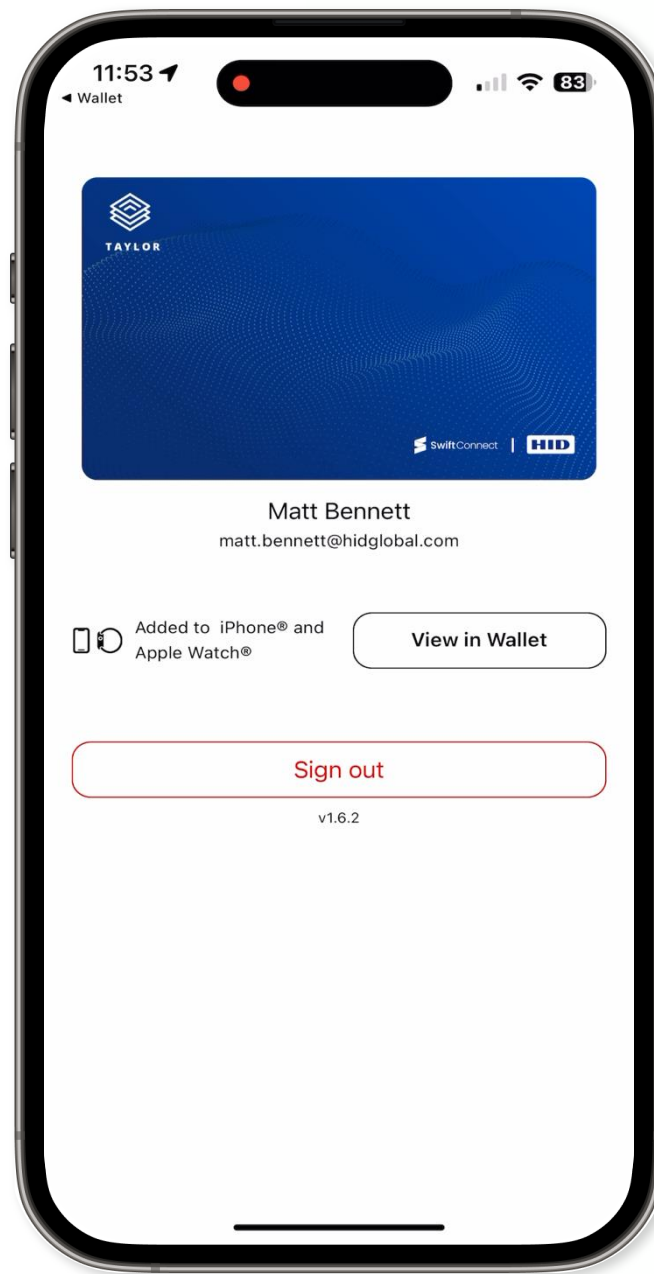 11:53
◀ Wallet
83
TAYLOR
SwiftConnect | HID
Matt Bennett
matt.bennett@hidglobal.com
Added to iPhone® and
Apple Watch®
View in Wallet
Sign out
v1.6.2